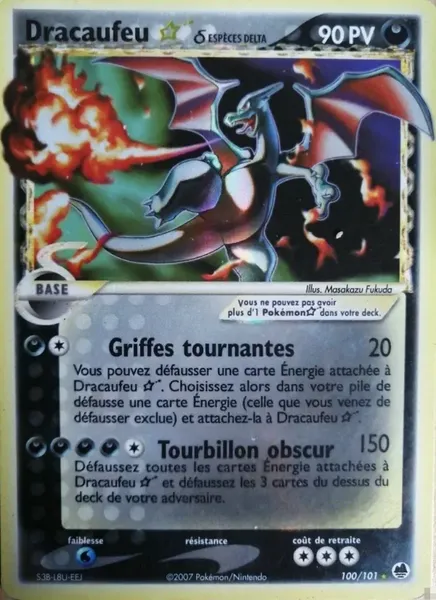 Dracaufeu ☆ δ ESPÈCES DELTA 90 PV
BASE
Illus. Masakazu Fukuda
Vous ne pouvez pas avoir
plus d'1 Pokémon☆ dans votre deck.
Griffes tournantes 20
Vous pouvez défausser une carte Énergie attachée à
Dracaufeu ☆. Choisissez alors dans votre pile de
défausse une carte Énergie (celle que vous venez de
défausser exclue) et attachez-la à Dracaufeu ☆.
Tourbillon obscur 150
Défaussez toutes les cartes Énergie attachées à
Dracaufeu ☆ et défaussez les 3 cartes du dessus du
deck de votre adversaire.
faiblesse résistance coût de retraite
S3B-L8U-EEJ ©2007 Pokémon/Nintendo 100/101 ★